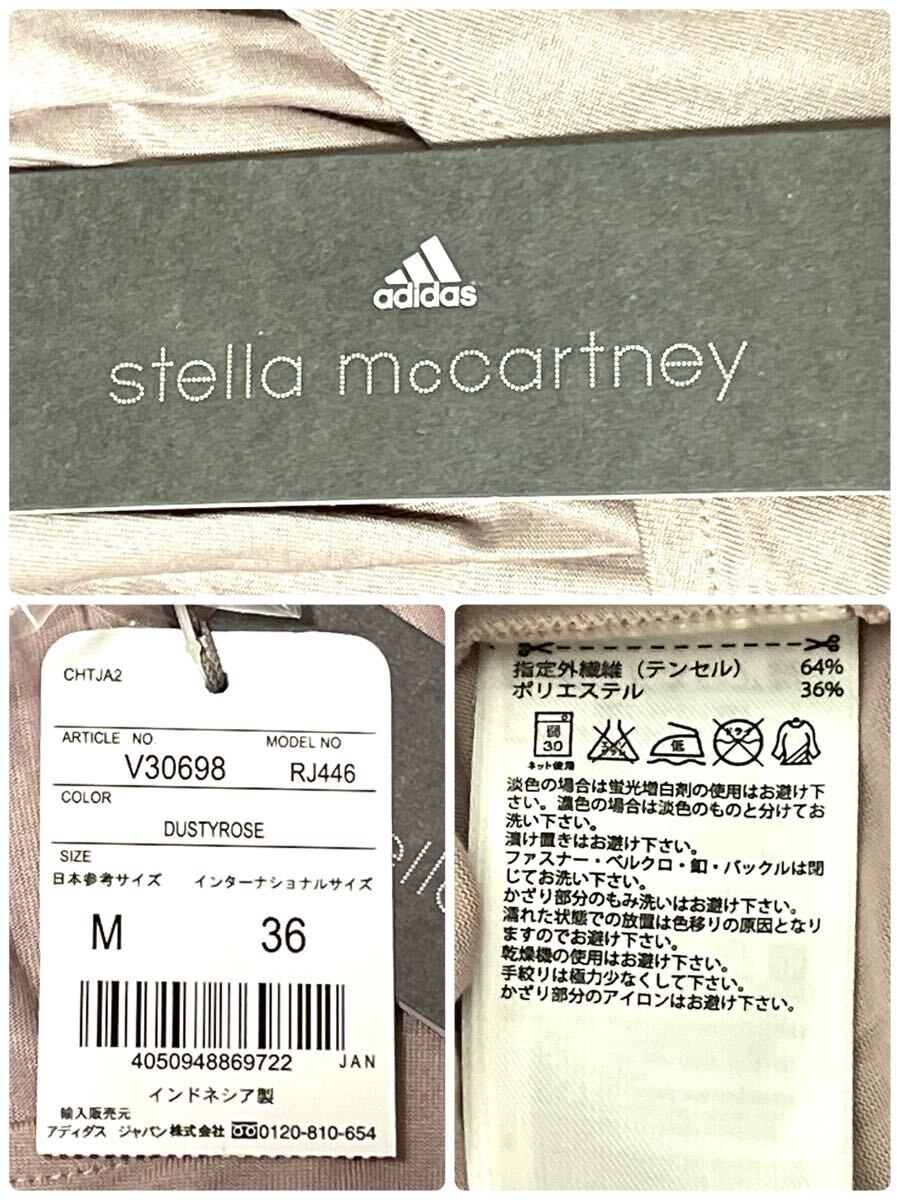 adidas
stella mccartney
CHTJA2
ARTICLE NO.
MODEL NO
V30698
RJ446
COLOR
DUSTYROSE
SIZE
日本参考サイズ インターナショナルサイズ
M 36
4050948869722 JAN
インドネシア製
輸入販売元
アディダス ジャパン株式会社 0120-810-654
指定外繊維（テンセル） 64%
ポリエステル 36%
30
ネット使用
低
淡色の場合は蛍光増白剤の使用はお避け下
さい。濃色の場合は淡色のものと分けてお
洗い下さい。
漬け置きはお避け下さい。
ファスナー・ベルクロ・釦・バックルは閉
じてお洗い下さい。
かざり部分のもみ洗いはお避け下さい。
濡れた状態での放置は色移りの原因となり
ますのでお避け下さい。
乾燥機の使用はお避け下さい。
手絞りは極力少なくして下さい。
かざり部分のアイロンはお避け下さい。